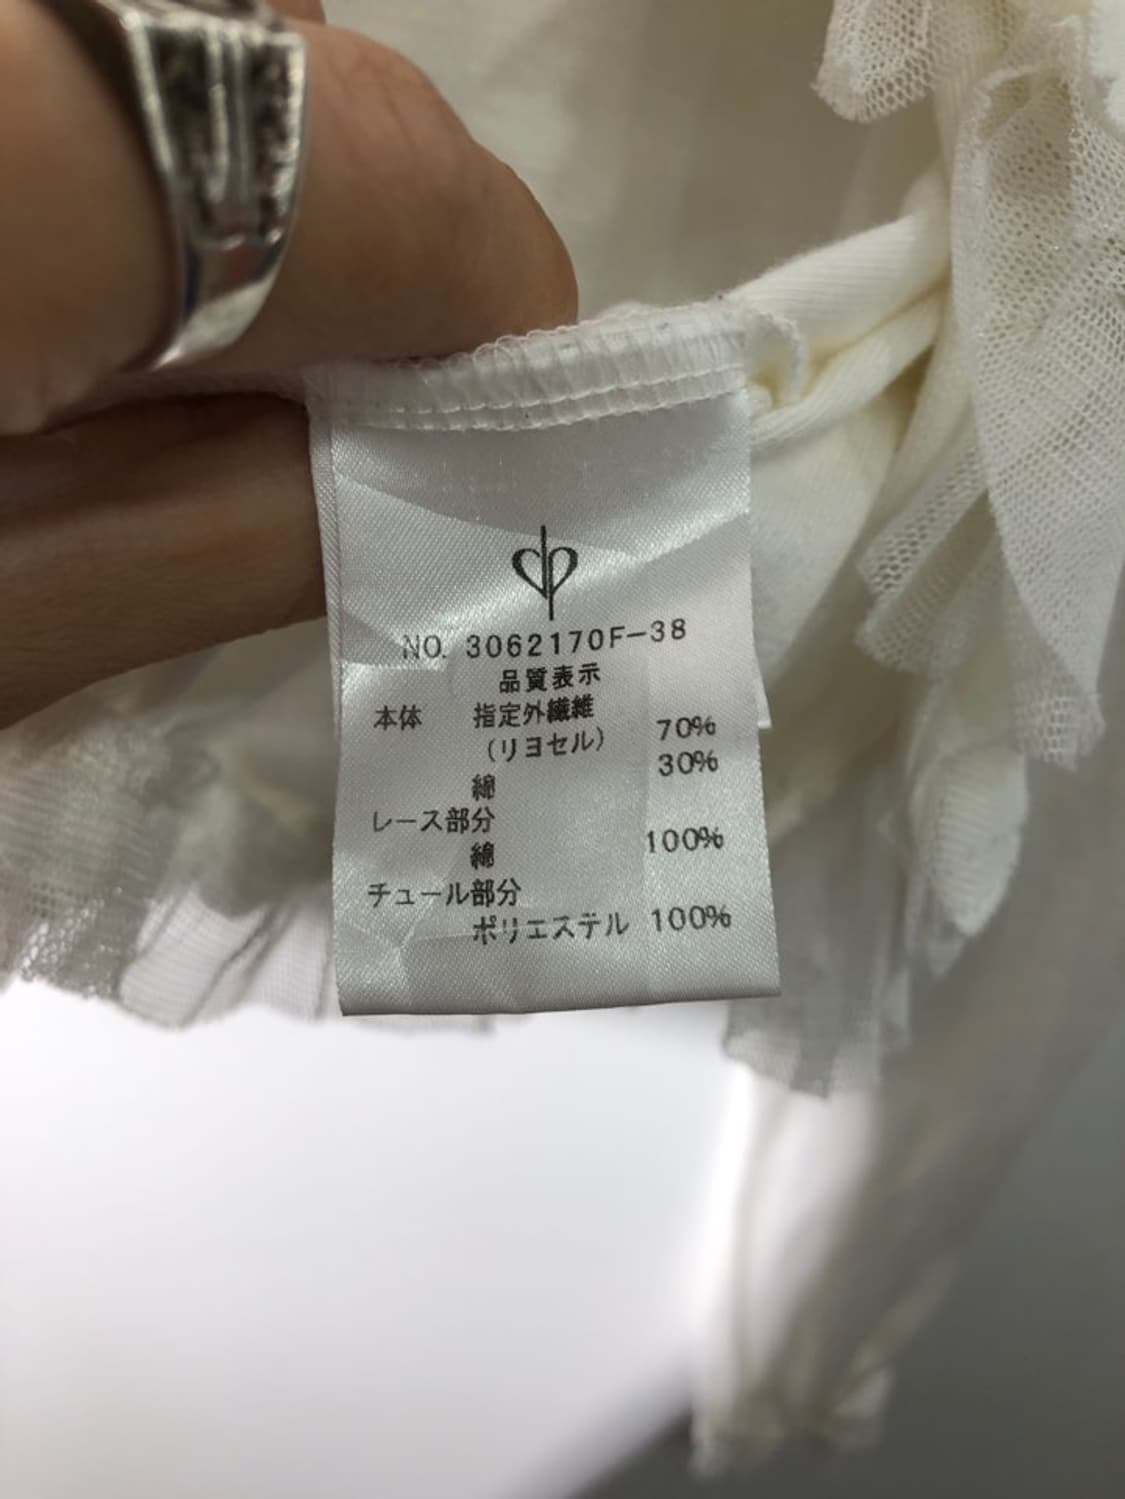 NO. 3062170F-38
品質表示
本体 指定外繊維
(リヨセル) 70%
綿 30%
レース部分
綿 100%
チュール部分
ポリエステル 100%